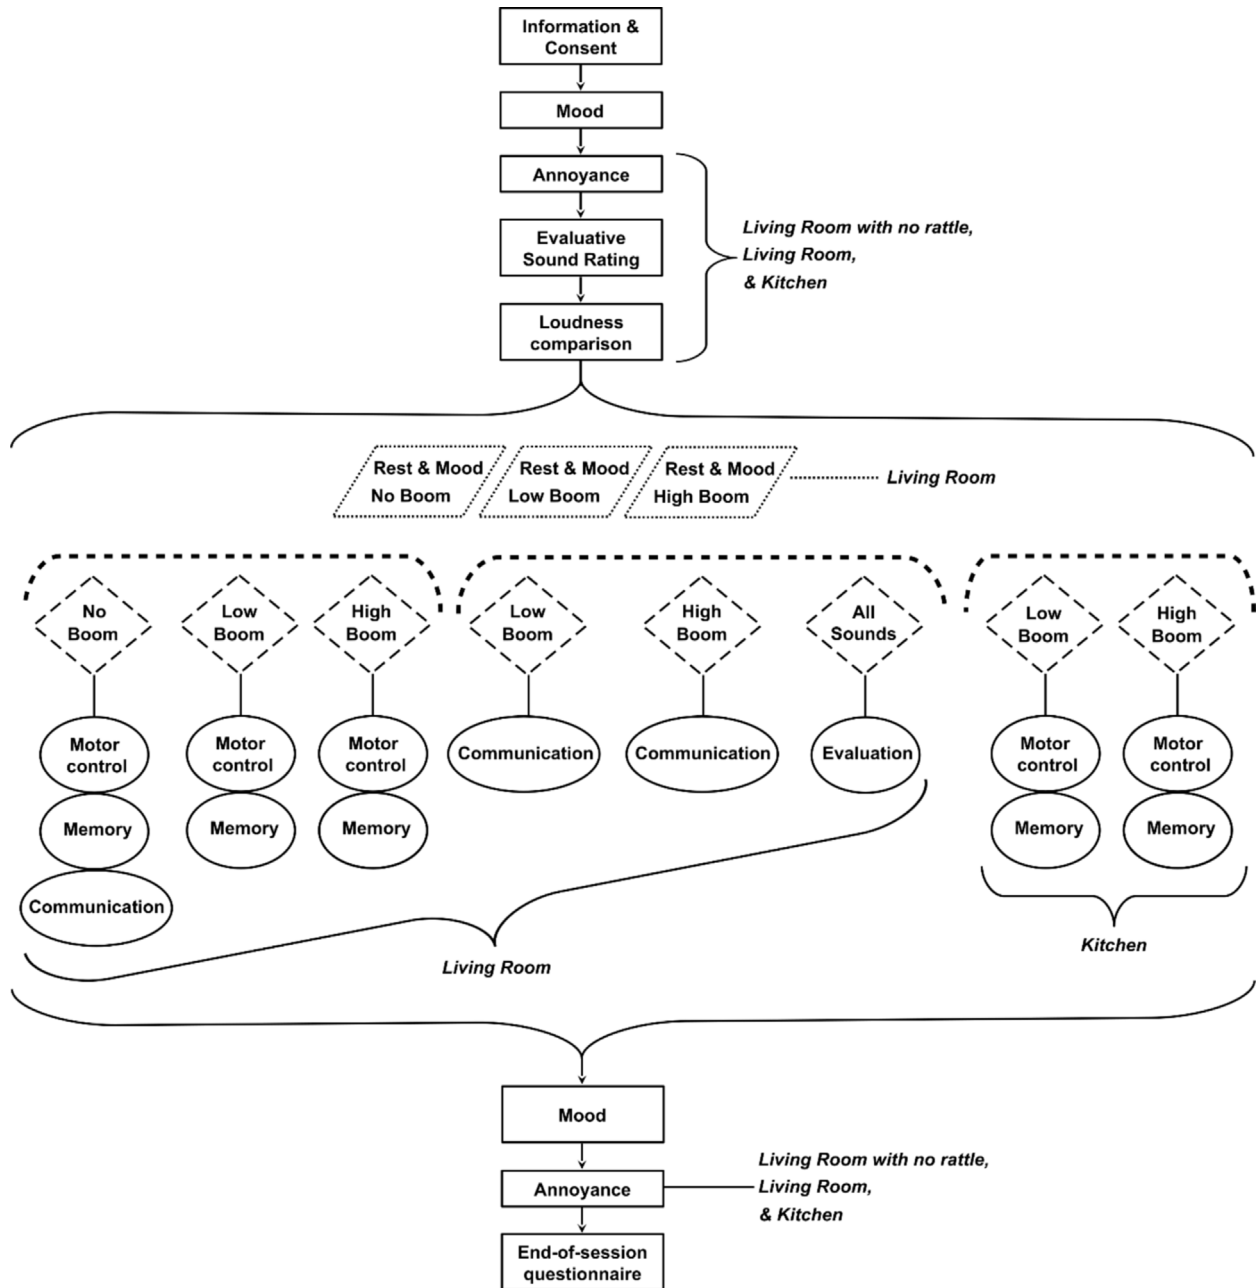 Information &
Consent
Mood
Annoyance
Evaluative
Sound Rating
Loudness
comparison
Living Room with no rattle,
Living Room,
& Kitchen
Rest & Mood
No Boom
Rest & Mood
Low Boom
Rest & Mood
High Boom
Living Room
No
Boom
Low
Boom
High
Boom
Low
Boom
High
Boom
All
Sounds
Low
Boom
High
Boom
Motor
control
Memory
Communication
Motor
control
Memory
Motor
control
Memory
Communication
Communication
Evaluation
Motor
control
Memory
Motor
control
Memory
Living Room
Kitchen
Mood
Annoyance
Living Room with no rattle,
Living Room,
& Kitchen
End-of-session
questionnaire